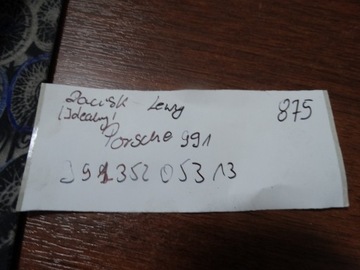 Zacisk Lewy 875
(Idealny!
Porsche 991
99135205313